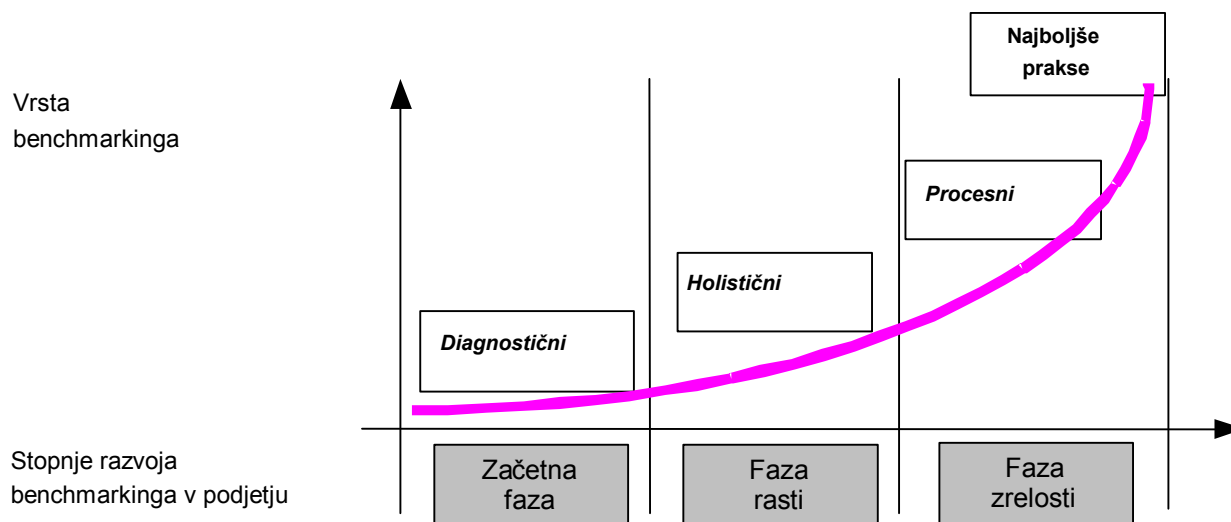 Najboljše
prakse
Vrsta
benchmarkinga
Procesni
Holistični
Diagnostični
Stopnje razvoja
benchmarkinga v podjetju
Začetna
faza
Faza
rasti
Faza
zrelosti